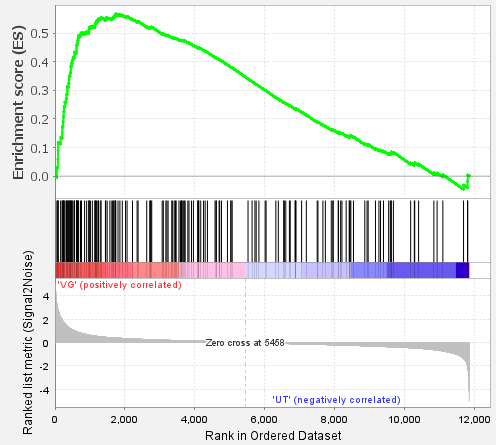 Enrichment score (ES)
0.5
0.4
0.3
0.2
0.1
0.0
'VG' (positively correlated)
Ranked list metric (Signal2Noise)
4
2
0
-2
-4
Zero cross at 5458
'UT' (negatively correlated)
0 2,000 4,000 6,000 8,000 10,000 12,000
Rank in Ordered Dataset